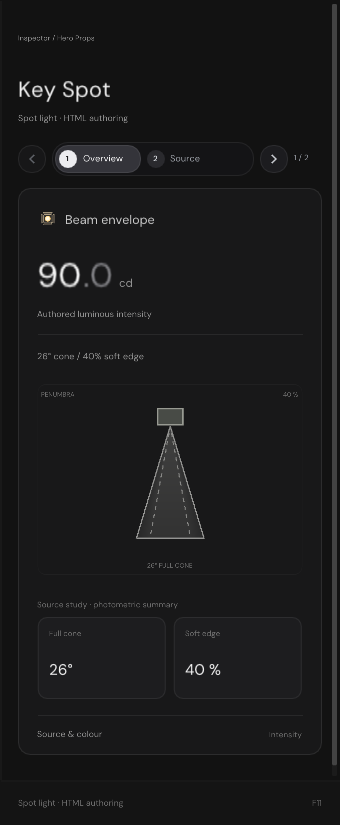 Inspector / Hero Props
Key Spot
Spot light · HTML authoring
1 Overview
2 Source
1 / 2
Beam envelope
90.0 cd
Authored luminous intensity
26° cone / 40% soft edge
PENUMBRA
40 %
26° FULL CONE
Source study · photometric summary
Full cone
Soft edge
26°
40 %
Source & colour
intensity
Spot light · HTML authoring
F11